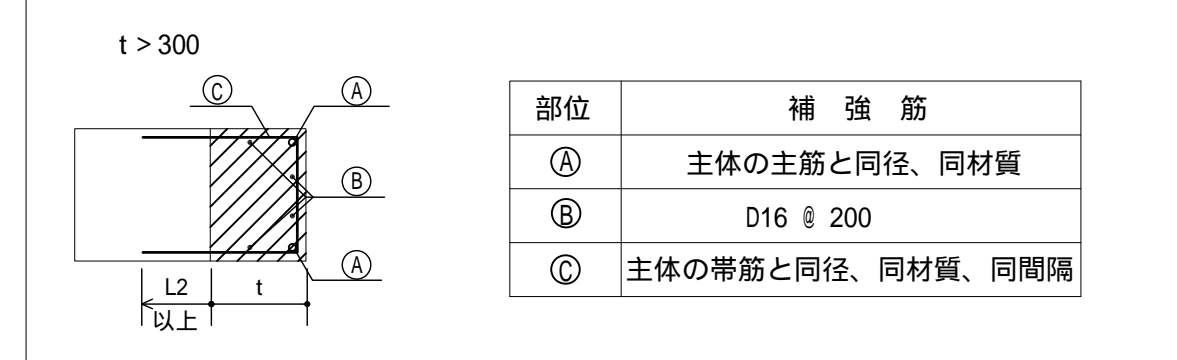 t > 300
Ⓒ Ⓐ
Ⓑ
Ⓐ
L2 t
以上
部位 補 強 筋
Ⓐ 主体の主筋と同径、同材質
Ⓑ D16 @ 200
Ⓒ 主体の帯筋と同径、同材質、同間隔